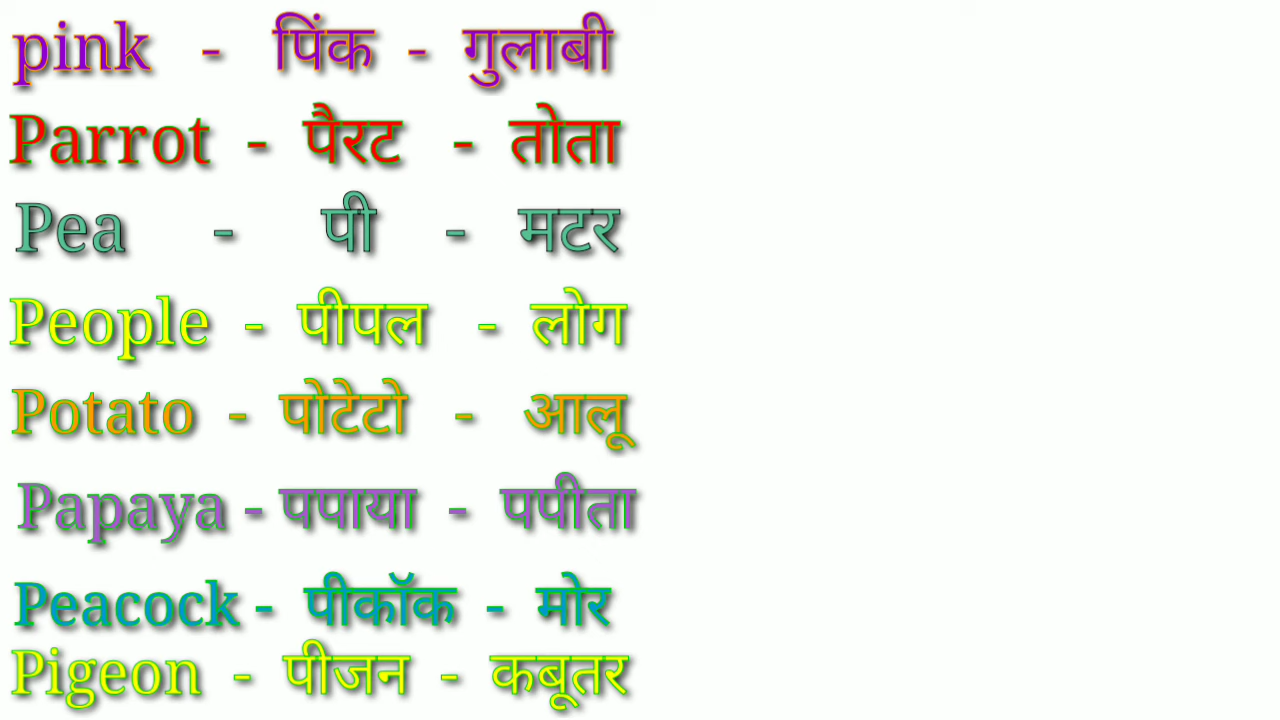 pink - पिंक - गुलाबी
Parrot - पैरट - तोता
Pea - पी - मटर
People - पीपल - लोग
Potato - पोटेटो - आलू
Papaya - पपाया - पपीता
Peacock - पीकॉक - मोर
Pigeon - पीजन - कबूतर